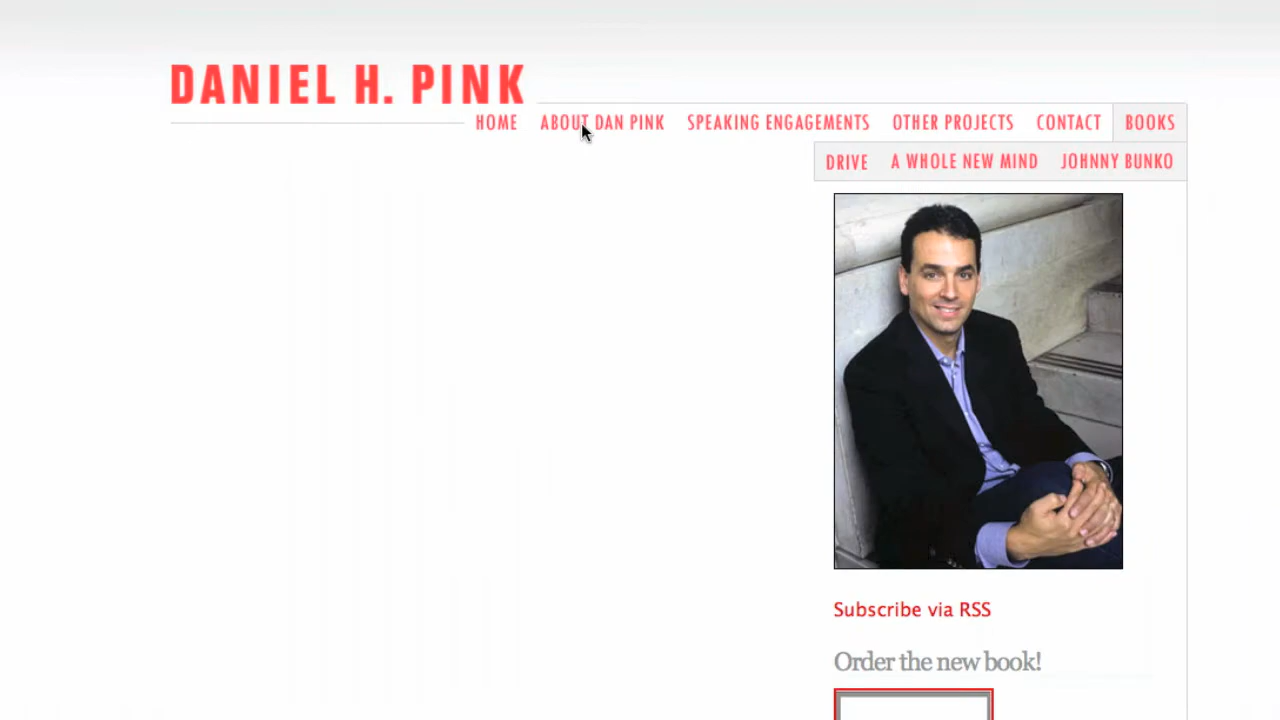 DANIEL H. PINK
HOME ABOUT DAN PINK SPEAKING ENGAGEMENTS OTHER PROJECTS CONTACT BOOKS
DRIVE A WHOLE NEW MIND JOHNNY BUNKO
Subscribe via RSS
Order the new book!